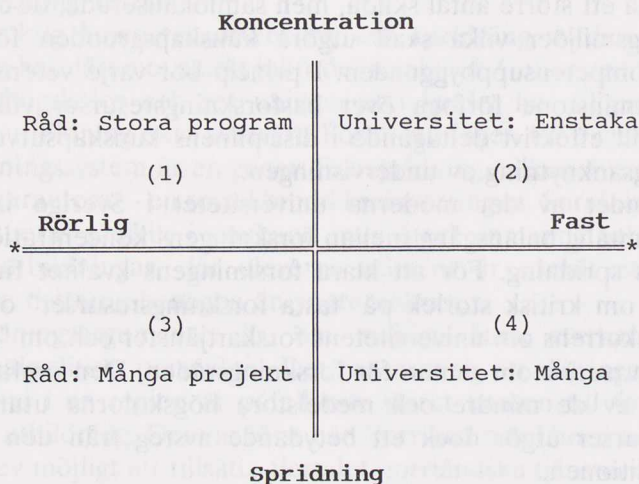 Koncentration
Råd: Stora program Universitet: Enstaka
(1) (2)
Rörlig Fast
* *
(3) (4)
Råd: Många projekt Universitet: Många
Spridning